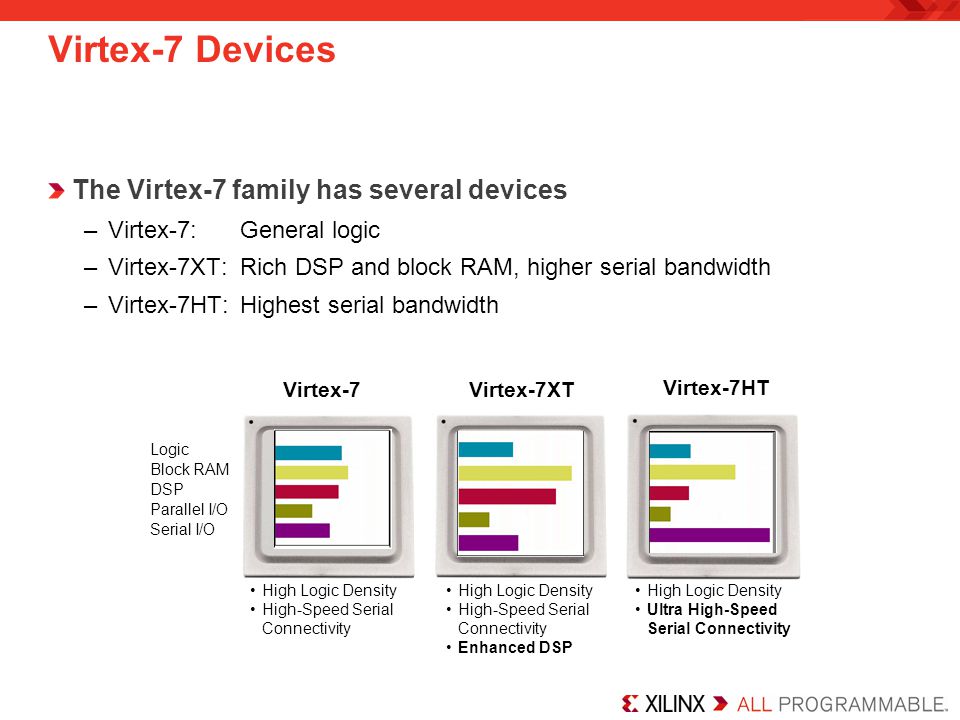 Virtex-7 Devices
The Virtex-7 family has several devices
– Virtex-7: General logic
– Virtex-7XT: Rich DSP and block RAM, higher serial bandwidth
– Virtex-7HT: Highest serial bandwidth
Virtex-7
Virtex-7XT
Virtex-7HT
Logic
Block RAM
DSP
Parallel I/O
Serial I/O
• High Logic Density
• High-Speed Serial
Connectivity
• High Logic Density
• High-Speed Serial
Connectivity
• Enhanced DSP
• High Logic Density
• Ultra High-Speed
Serial Connectivity
XILINX ALL PROGRAMMABLE™